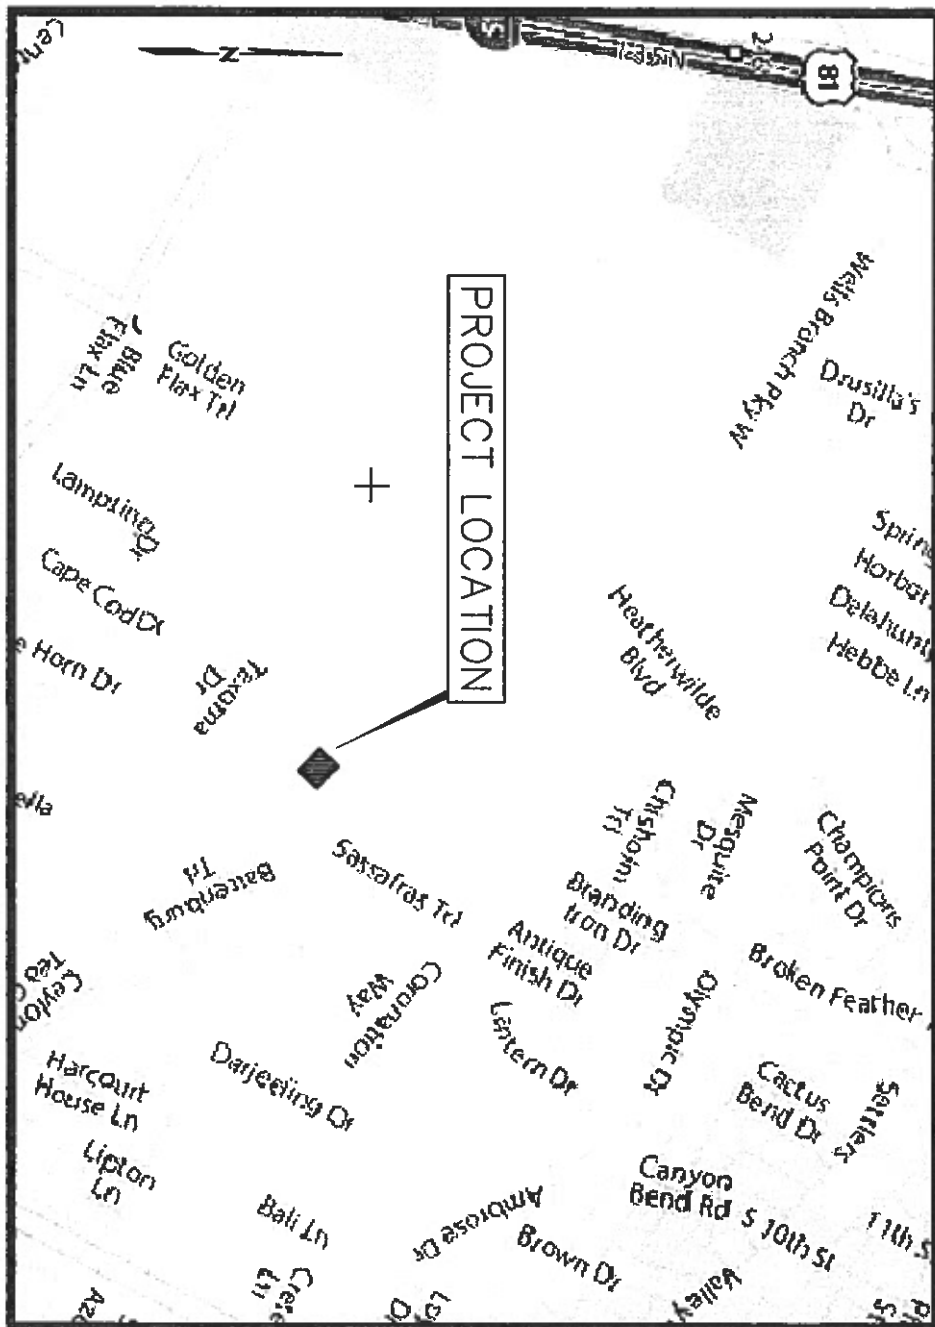 81
N
Wells Branch Pky W
Drusilla's
Dr
PROJECT LOCATION
Blue
Flax Ln
Golden
Flax Trl
Lampting
Dr
Cape Cod Dr
Horn Dr
Texoma
Dr
Heatherwilde
Blvd
Hebbe Ln
Chisholm
Trl
Mesquite
Dr
Champions
Point Dr
Sassafras Trl
Battenburg
Trl
Branding
Iron Dr
Antique
Finish Dr
Broken Feather
Coronation
Way
Lantern Dr
Olympic Dr
Ceylon
Tea
Harcourt
House Ln
Darjeeling Dr
Cactus
Bend Dr
Settlers
Lipton
Ln
Bali Ln
Ambrose Dr
Canyon
Bend Rd
S 10th St
11th S
Brown Dr
Valley